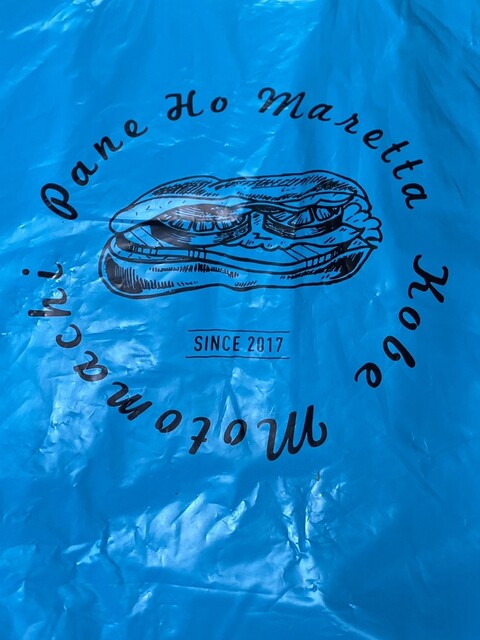 Pane Ho Maretta Kobe Motomachi
SINCE 2017